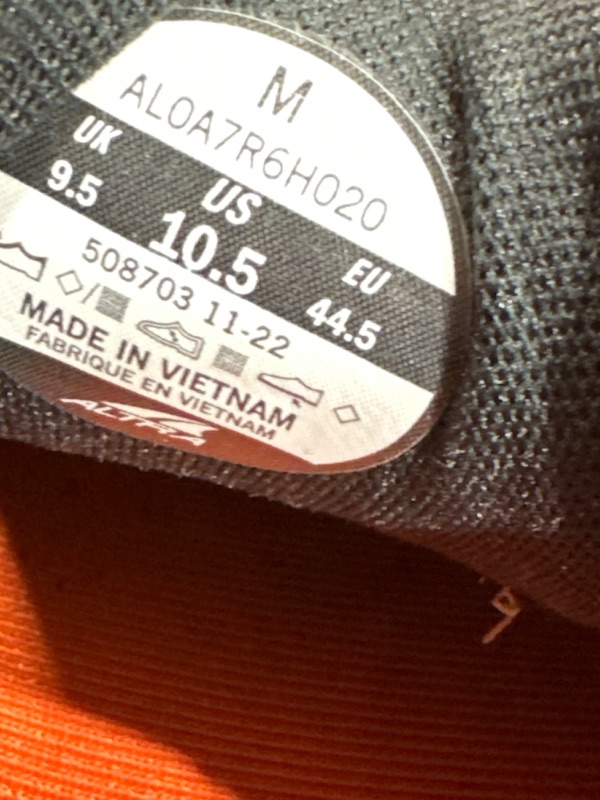 M
AL0A7R6H020
UK US EU
9.5 10.5 44.5
508703 11-22
MADE IN VIETNAM
FABRIQUE EN VIETNAM
ALTRA